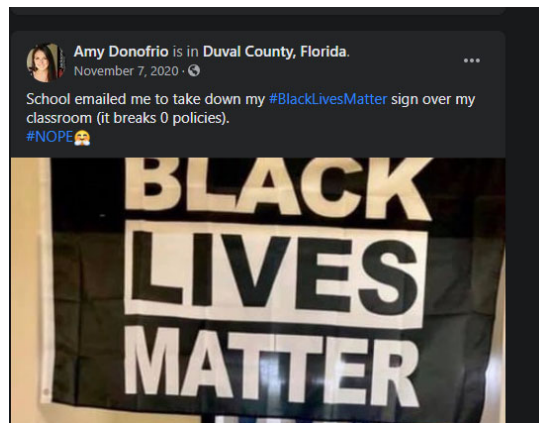 Amy Donofrio is in Duval County, Florida.
November 7, 2020 ·
School emailed me to take down my #BlackLivesMatter sign over my
classroom (it breaks 0 policies).
#NOPE
BLACK
LIVES
MATTER